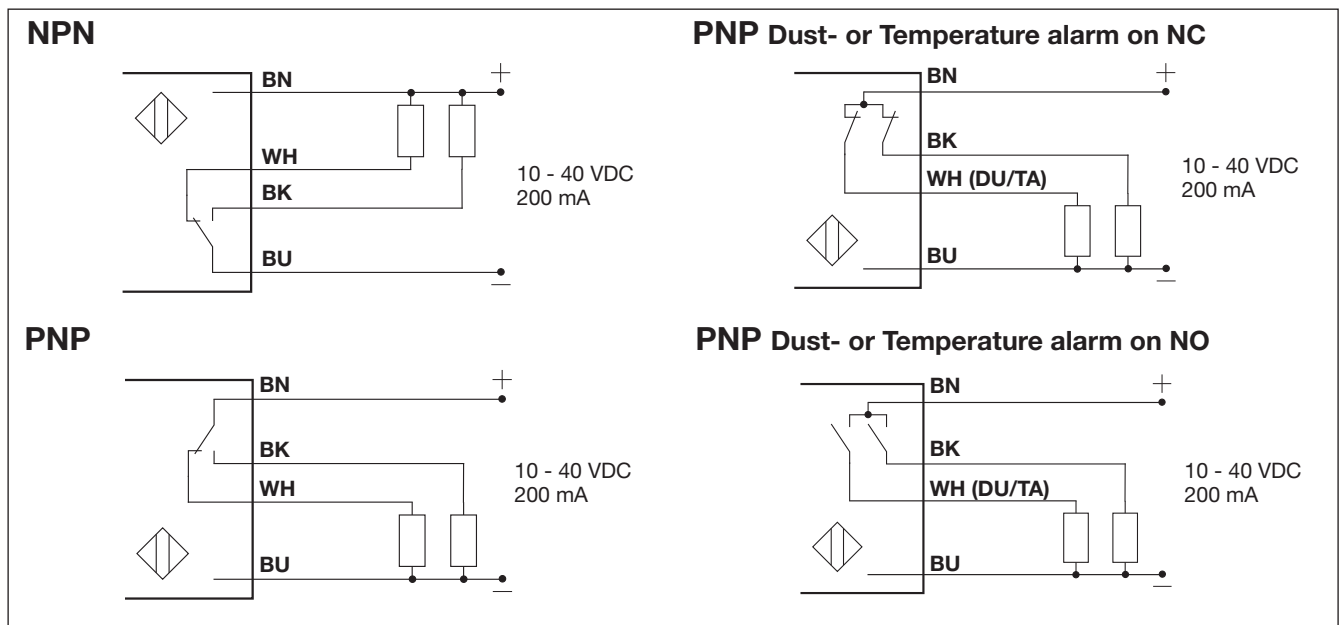 NPN
BN
+
WH
BK
10 - 40 VDC
200 mA
BU
–
PNP Dust- or Temperature alarm on NC
BN
+
BK
WH (DU/TA)
10 - 40 VDC
200 mA
BU
–
PNP
BN
+
BK
WH
10 - 40 VDC
200 mA
BU
–
PNP Dust- or Temperature alarm on NO
BN
+
BK
WH (DU/TA)
10 - 40 VDC
200 mA
BU
–